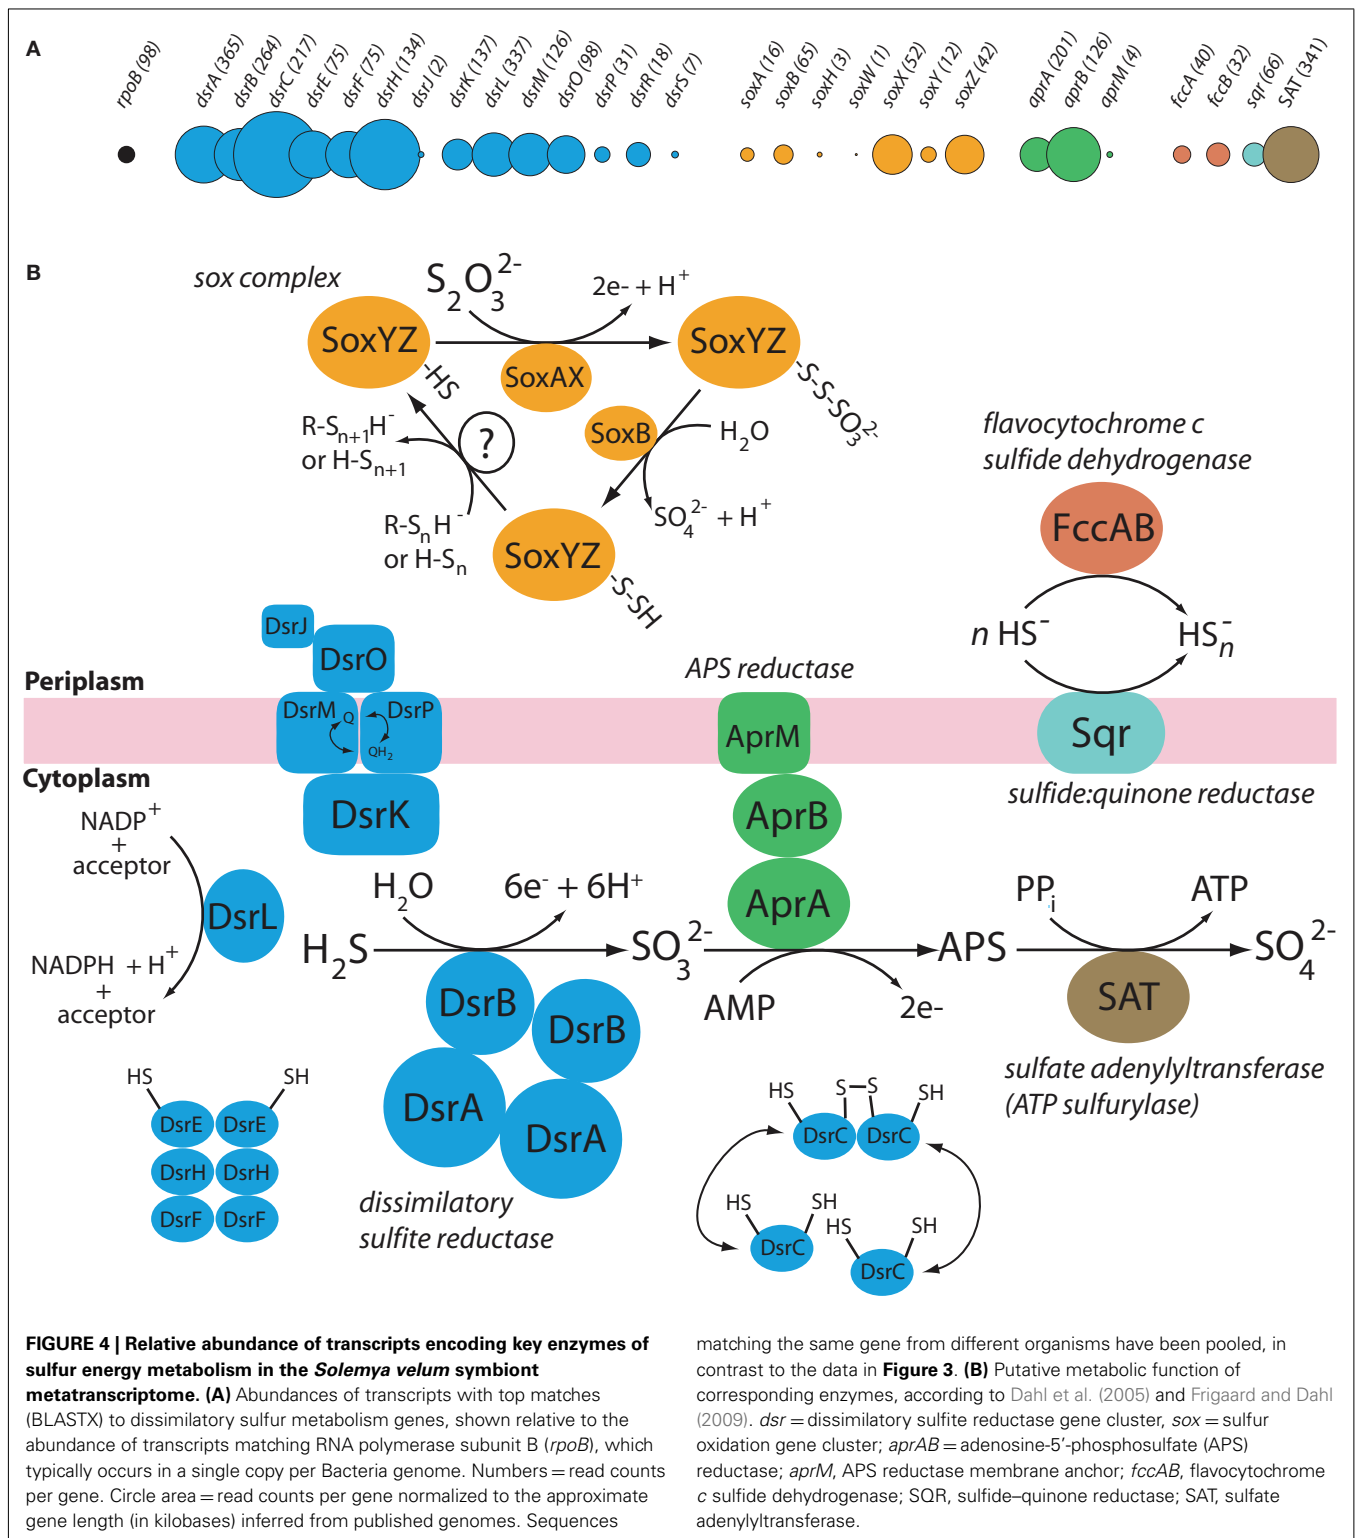 A
rpoB (98)
dsrA (365)
dsrB (264)
dsrC (217)
dsrE (75)
dsrF (75)
dsrH (134)
dsrJ (2)
dsrK (137)
dsrL (337)
dsrM (126)
dsrO (98)
dsrP (31)
dsrR (18)
dsrS (7)
soxA (16)
soxB (65)
soxH (3)
soxW (1)
soxX (52)
soxY (12)
soxZ (42)
aprA (201)
aprB (126)
aprM (4)
fccA (40)
fccB (32)
sqr (66)
SAT (341)
B
sox complex
S2O3 2-
2e- + H+
SoxYZ
-HS
SoxAX
SoxYZ
-S-S-SO3 2-
R-Sn+1H-
or H-Sn+1
?
SoxB
H2O
SO4 2- + H+
R-SnH-
or H-Sn
SoxYZ
-S-SH
flavocytochrome c
sulfide dehydrogenase
FccAB
n HS-
HSn-
DsrJ
DsrO
Periplasm
DsrM
Q
DsrP
QH2
APS reductase
AprM
Sqr
Cytoplasm
DsrK
AprB
sulfide:quinone reductase
NADP+
+
acceptor
DsrL
NADPH + H+
+
acceptor
H2O
6e- + 6H+
AprA
PPi
ATP
H2S
SO3 2-
APS
SO4 2-
DsrB
DsrB
AMP
2e-
SAT
DsrA
DsrA
dissimilatory
sulfite reductase
sulfate adenylyltransferase
(ATP sulfurylase)
HS
SH
DsrE
DsrE
DsrH
DsrH
DsrF
DsrF
HS
S–S
SH
DsrC
DsrC
HS
SH
DsrC
HS
SH
DsrC
FIGURE 4 | Relative abundance of transcripts encoding key enzymes of
sulfur energy metabolism in the Solemya velum symbiont
metatranscriptome. (A) Abundances of transcripts with top matches
(BLASTX) to dissimilatory sulfur metabolism genes, shown relative to the
abundance of transcripts matching RNA polymerase subunit B (rpoB), which
typically occurs in a single copy per Bacteria genome. Numbers = read counts
per gene. Circle area = read counts per gene normalized to the approximate
gene length (in kilobases) inferred from published genomes. Sequences
matching the same gene from different organisms have been pooled, in
contrast to the data in Figure 3. (B) Putative metabolic function of
corresponding enzymes, according to Dahl et al. (2005) and Frigaard and Dahl
(2009). dsr = dissimilatory sulfite reductase gene cluster, sox = sulfur
oxidation gene cluster; aprAB = adenosine-5'-phosphosulfate (APS)
reductase; aprM, APS reductase membrane anchor; fccAB, flavocytochrome
c sulfide dehydrogenase; SQR, sulfide–quinone reductase; SAT, sulfate
adenylyltransferase.